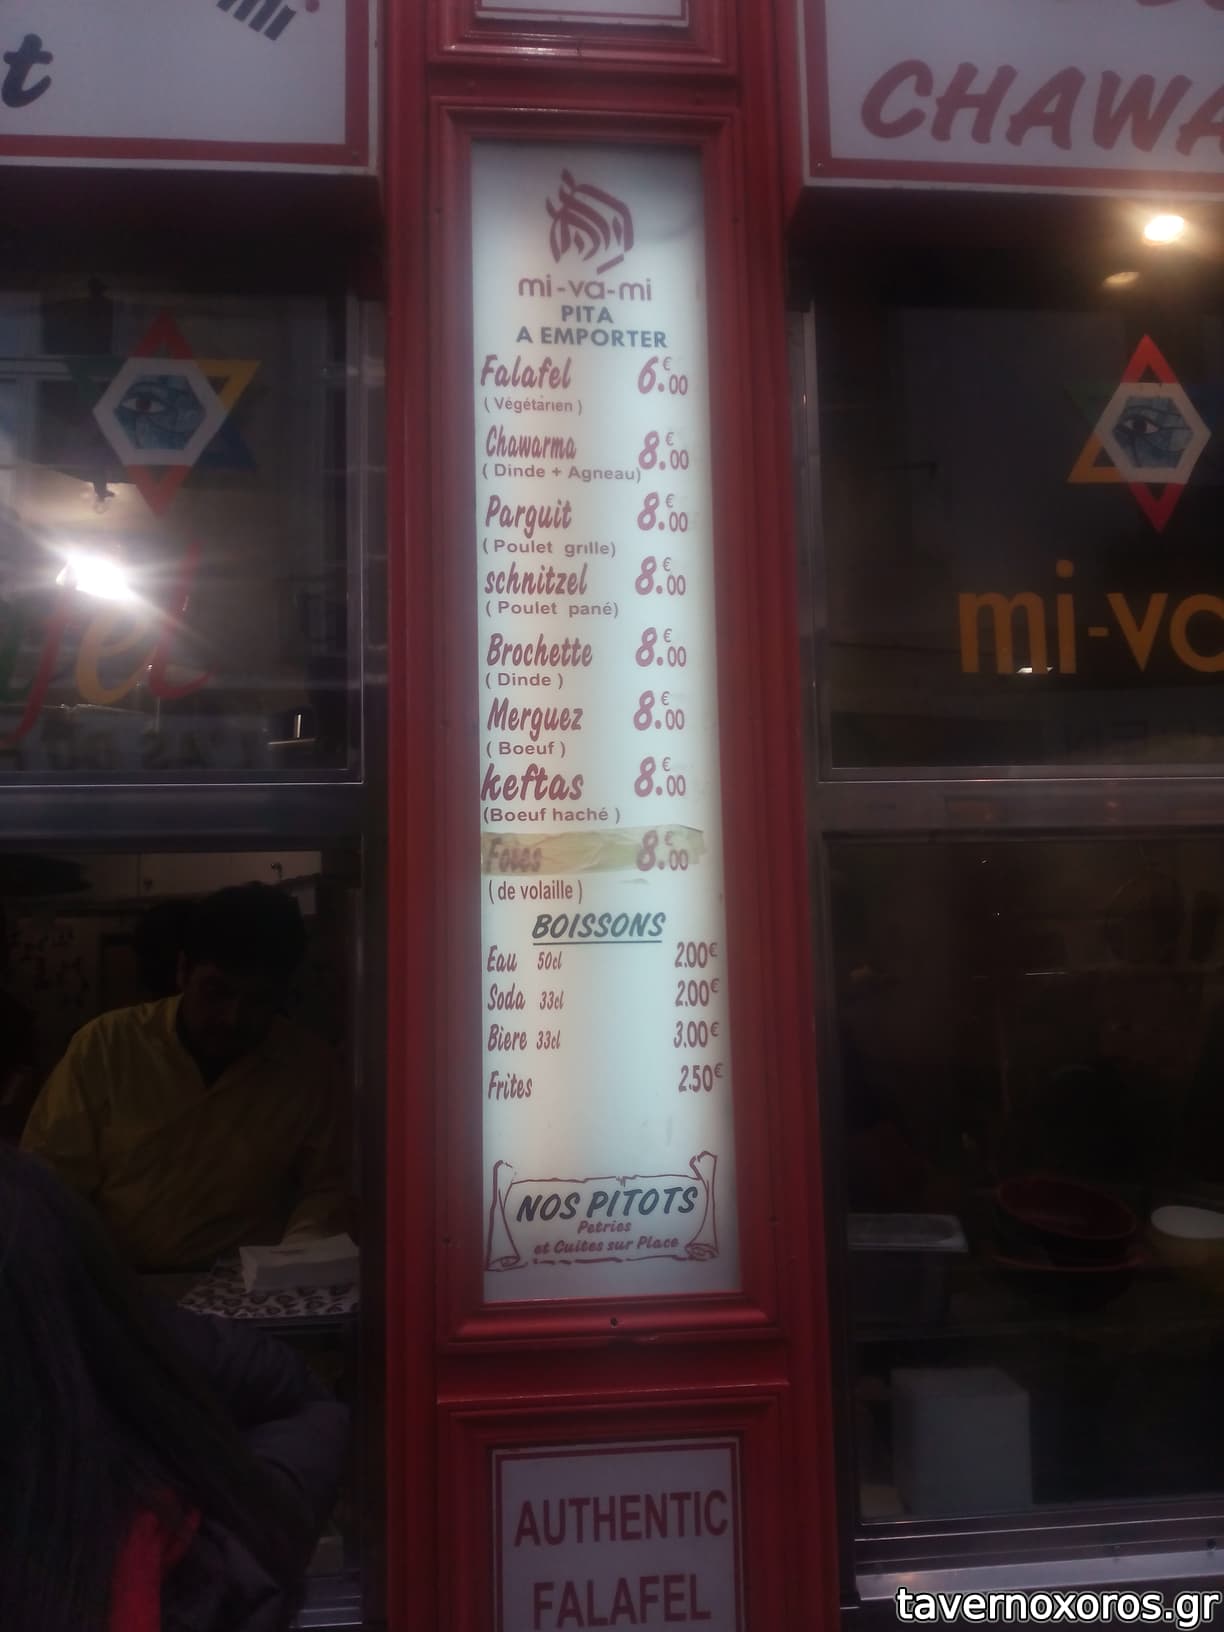 t
mi
CHAWA
mi-va-mi
PITA
A EMPORTER
Falafel 6.00€
( Végétarien )
Chawarma 8.00€
( Dinde + Agneau)
Parguit 8.00€
( Poulet grille)
schnitzel 8.00€
( Poulet pané)
Brochette 8.00€
( Dinde )
Merguez 8.00€
( Boeuf )
keftas 8.00€
(Boeuf haché )
Foies 8.00€
( de volaille )
BOISSONS
Eau 50cl 2.00€
Soda 33cl 2.00€
Biere 33cl 3.00€
Frites 2.50€
NOS PITOTS
Petries
et Cuites sur Place
AUTHENTIC
FALAFEL
fel
mi-va
tavernoxoros.gr